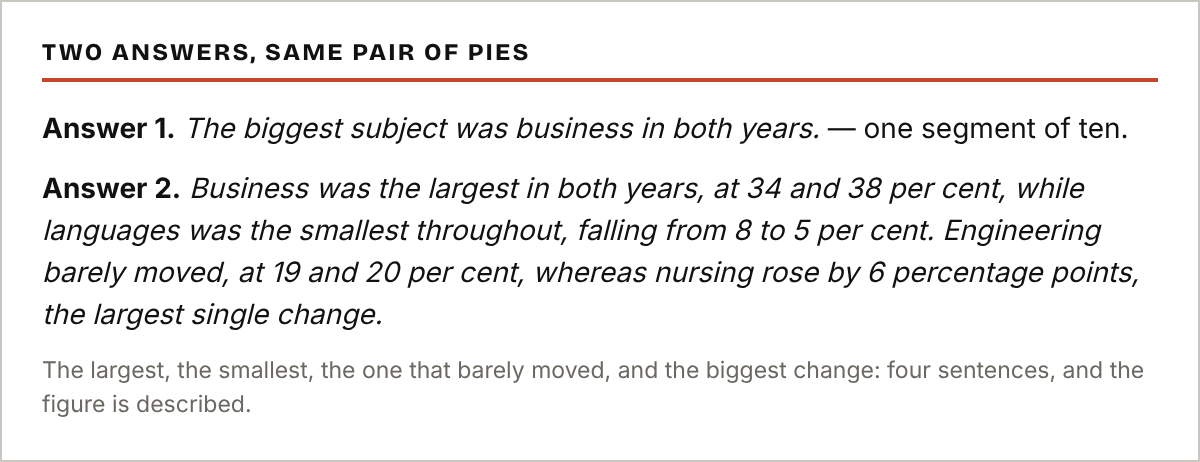 TWO ANSWERS, SAME PAIR OF PIES
Answer 1. The biggest subject was business in both years. — one segment of ten.
Answer 2. Business was the largest in both years, at 34 and 38 per cent, while
languages was the smallest throughout, falling from 8 to 5 per cent. Engineering
barely moved, at 19 and 20 per cent, whereas nursing rose by 6 percentage points,
the largest single change.
The largest, the smallest, the one that barely moved, and the biggest change: four sentences, and the
figure is described.